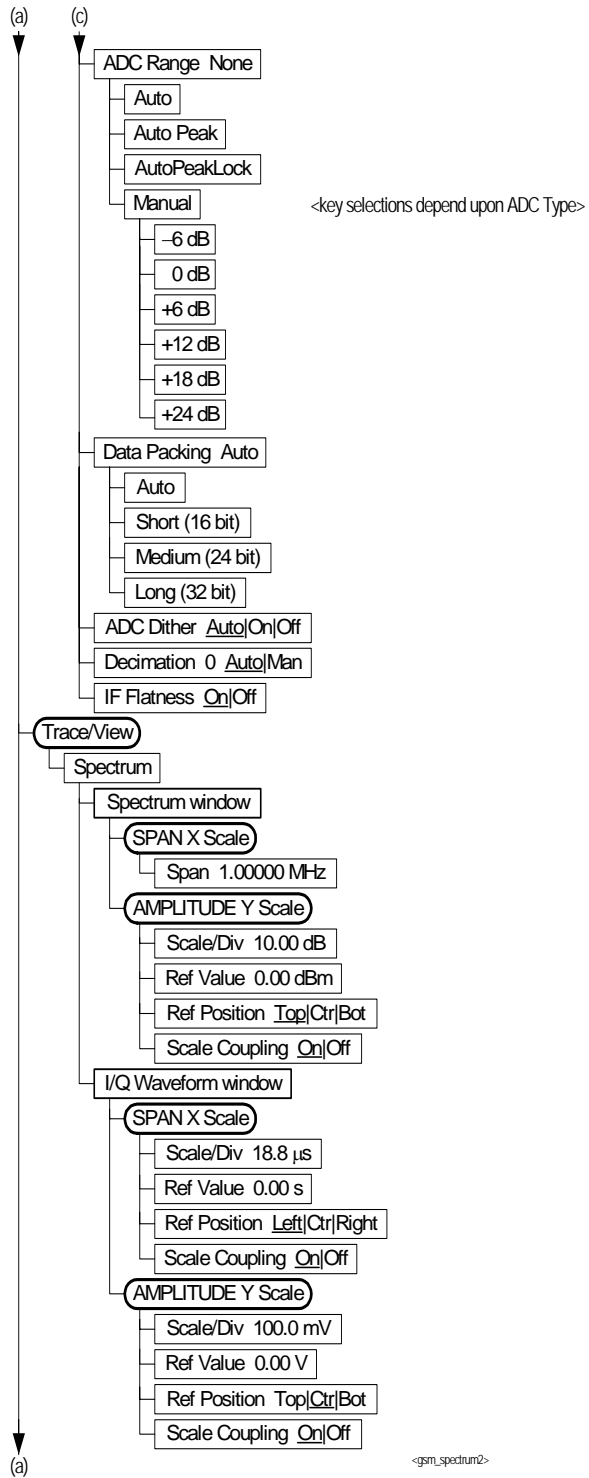 (a) (c)
ADC Range None
Auto
Auto Peak
AutoPeakLock
Manual <key selections depend upon ADC Type>
–6 dB
0 dB
+6 dB
+12 dB
+18 dB
+24 dB
Data Packing Auto
Auto
Short (16 bit)
Medium (24 bit)
Long (32 bit)
ADC Dither Auto|On|Off
Decimation 0 Auto|Man
IF Flatness On|Off
Trace/View
Spectrum
Spectrum window
SPAN X Scale
Span 1.00000 MHz
AMPLITUDE Y Scale
Scale/Div 10.00 dB
Ref Value 0.00 dBm
Ref Position Top|Ctr|Bot
Scale Coupling On|Off
I/Q Waveform window
SPAN X Scale
Scale/Div 18.8 µs
Ref Value 0.00 s
Ref Position Left|Ctr|Right
Scale Coupling On|Off
AMPLITUDE Y Scale
Scale/Div 100.0 mV
Ref Value 0.00 V
Ref Position Top|Ctr|Bot
Scale Coupling On|Off
(a) <gsm_spectrum2>